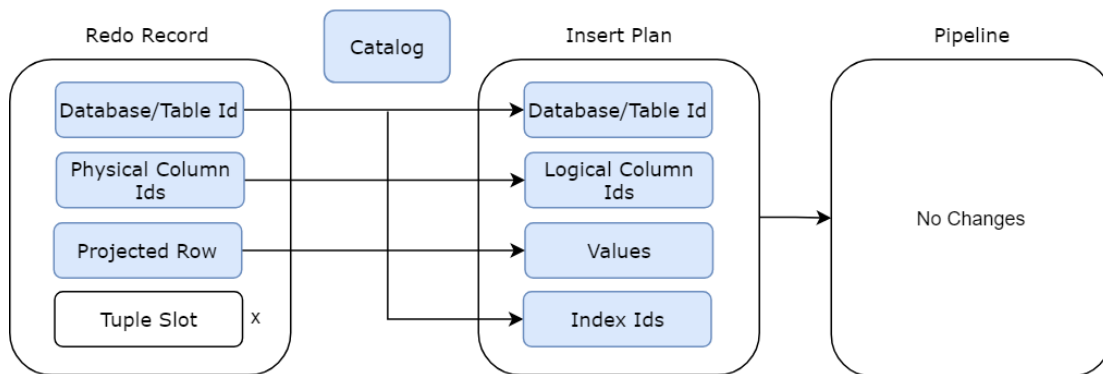 Redo Record
Catalog
Insert Plan
Pipeline
Database/Table Id
Database/Table Id
Physical Column
Ids
Logical Column
Ids
Projected Row
Values
No Changes
Tuple Slot
x
Index Ids